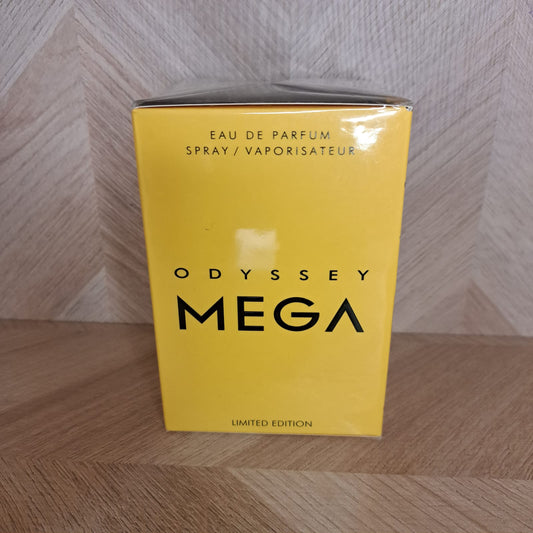 EAU DE PARFUM
SPRAY / VAPORISATEUR
ODYSSEY
MEGA
LIMITED EDITION